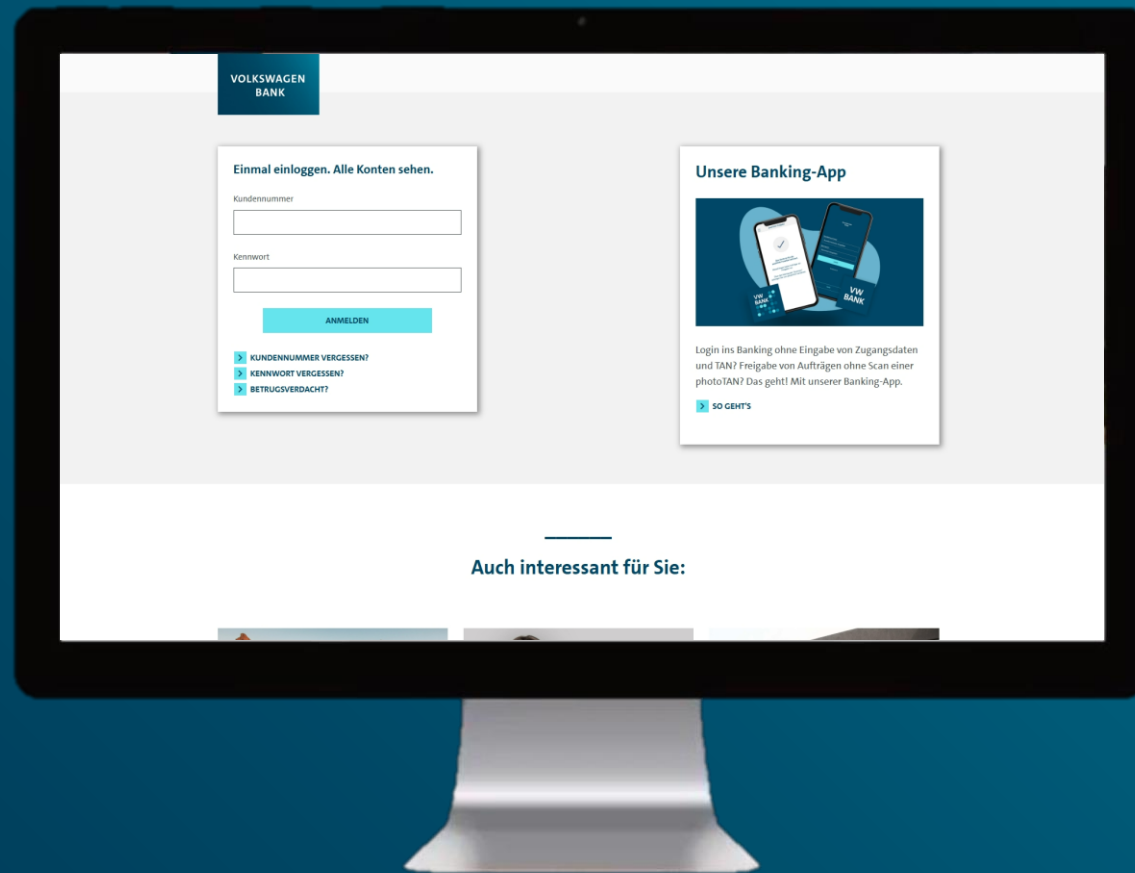 VOLKSWAGEN
BANK
Einmal einloggen. Alle Konten sehen.
Kundennummer
Kennwort
ANMELDEN
KUNDENNUMMER VERGESSEN?
KENNWORT VERGESSEN?
BETRUGSVERDACHT?
Unsere Banking-App
VW
BANK
VW
BANK
Login ins Banking ohne Eingabe von Zugangsdaten
und TAN? Freigabe von Aufträgen ohne Scan einer
photoTAN? Das geht! Mit unserer Banking-App.
SO GEHT'S
Auch interessant für Sie: